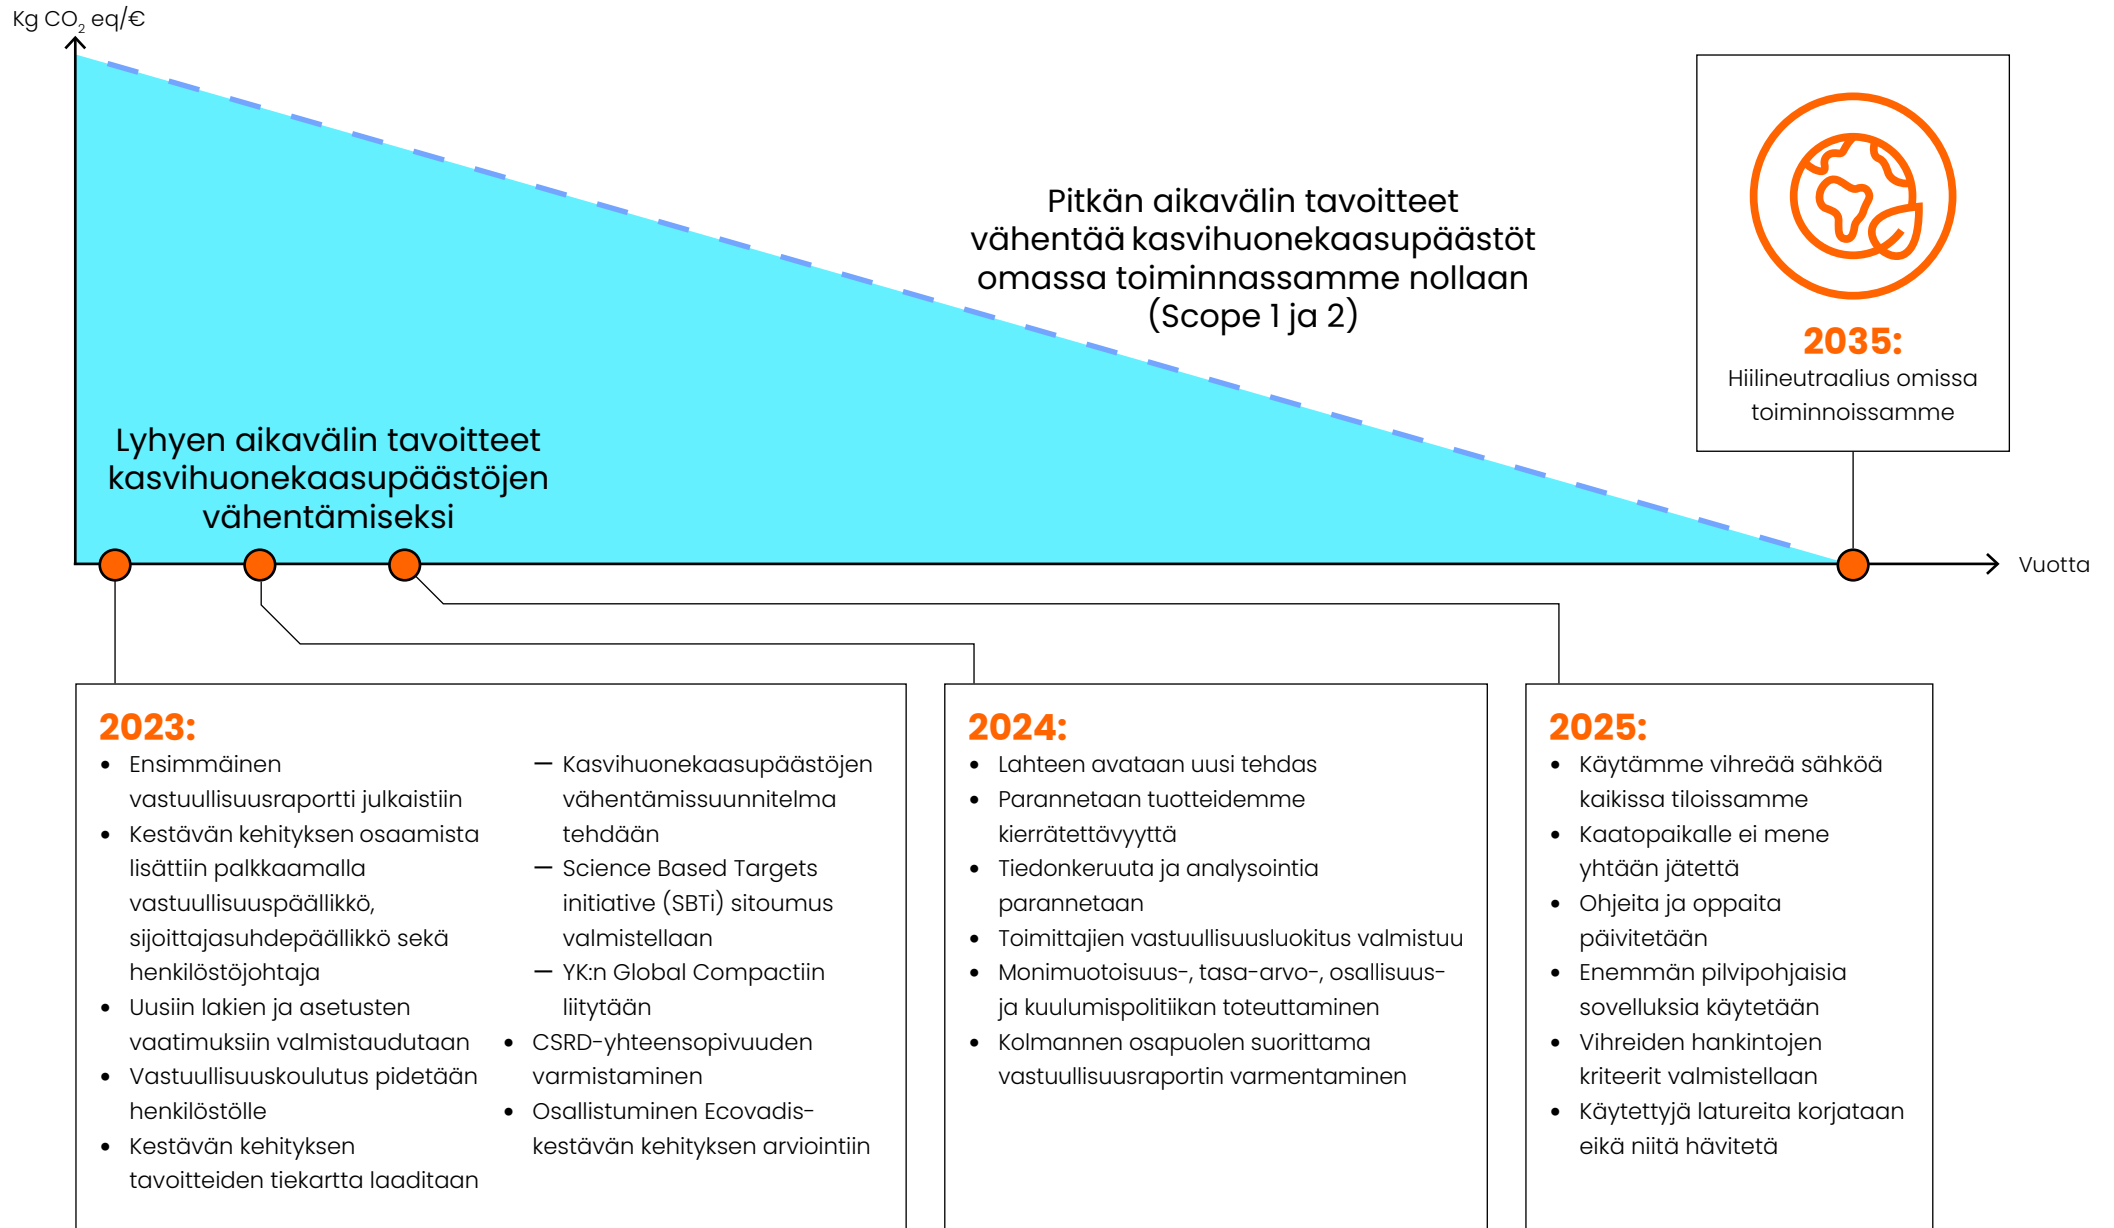 Kg CO₂ eq/€
Pitkän aikavälin tavoitteet
vähentää kasvihuonekaasupäästöt
omassa toiminnassamme nollaan
(Scope 1 ja 2)
2035:
Hiilineutraalius omissa
toiminnoissamme
Lyhyen aikavälin tavoitteet
kasvihuonekaasupäästöjen
vähentämiseksi
Vuotta
2023:
• Ensimmäinen
vastuullisuusraportti julkaistiin
• Kestävän kehityksen osaamista
lisättiin palkkaamalla
vastuullisuuspäällikkö,
sijoittajasuhdepäällikkö sekä
henkilöstöjohtaja
• Uusiin lakien ja asetusten
vaatimuksiin valmistaudutaan
• Vastuullisuuskoulutus pidetään
henkilöstölle
• Kestävän kehityksen
tavoitteiden tiekartta laaditaan
— Kasvihuonekaasupäästöjen
vähentämissuunnitelma
tehdään
— Science Based Targets
initiative (SBTi) sitoumus
valmistellaan
— YK:n Global Compactiin
liitytään
• CSRD-yhteensopivuuden
varmistaminen
• Osallistuminen Ecovadis-
kestävän kehityksen arviointiin
2024:
• Lahteen avataan uusi tehdas
• Parannetaan tuotteidemme
kierrätettävyyttä
• Tiedonkeruuta ja analysointia
parannetaan
• Toimittajien vastuullisuusluokitus valmistuu
• Monimuotoisuus-, tasa-arvo-, osallisuus-
ja kuulumispolitiikan toteuttaminen
• Kolmannen osapuolen suorittama
vastuullisuusraportin varmentaminen
2025:
• Käytämme vihreää sähköä
kaikissa tiloissamme
• Kaatopaikalle ei mene
yhtään jätettä
• Ohjeita ja oppaita
päivitetään
• Enemmän pilvipohjaisia
sovelluksia käytetään
• Vihreiden hankintojen
kriteerit valmistellaan
• Käytettyjä latureita korjataan
eikä niitä hävitetä